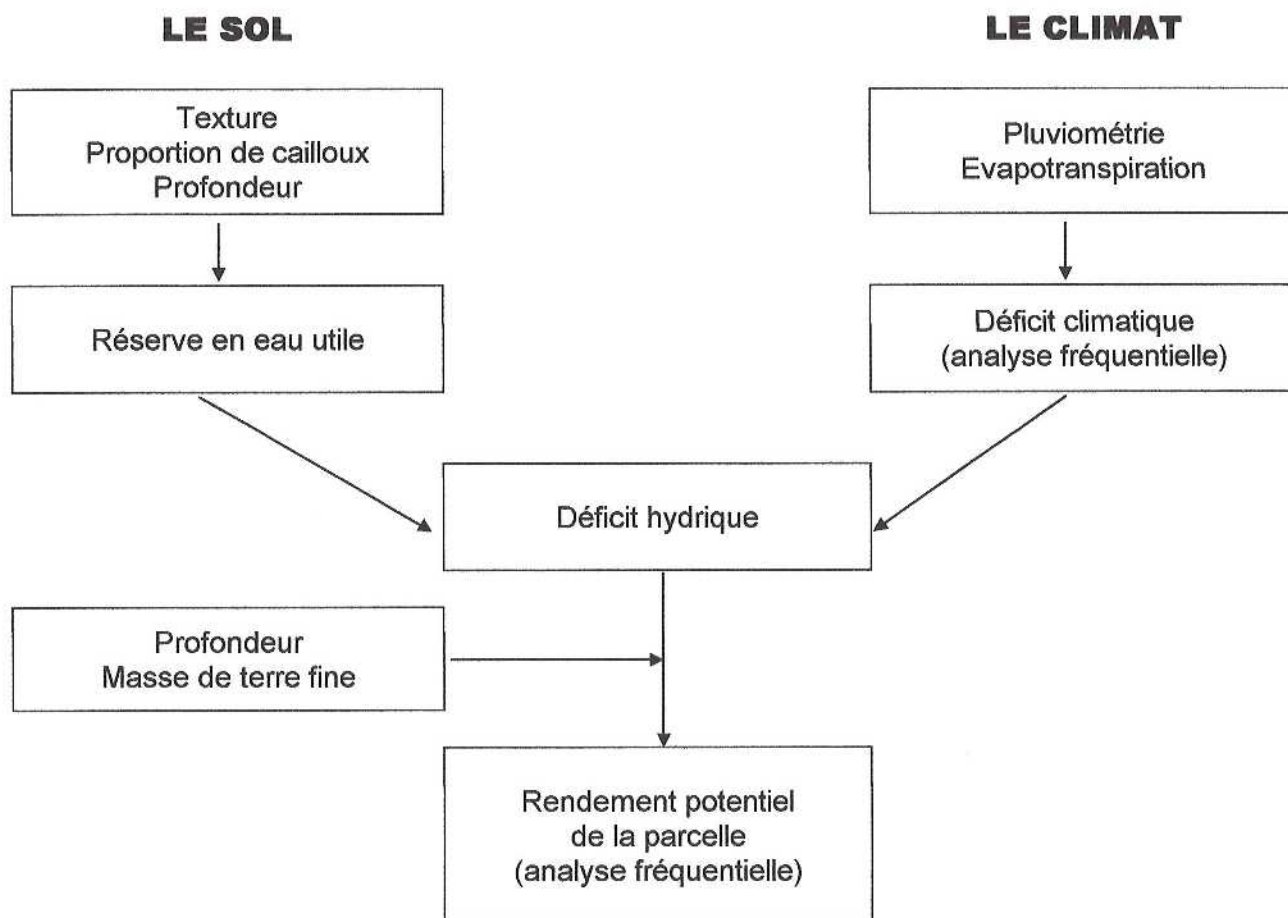 LE SOL
LE CLIMAT
Texture
Proportion de cailloux
Profondeur
Pluviométrie
Evapotranspiration
Réserve en eau utile
Déficit climatique
(analyse fréquentielle)
Déficit hydrique
Profondeur
Masse de terre fine
Rendement potentiel
de la parcelle
(analyse fréquentielle)